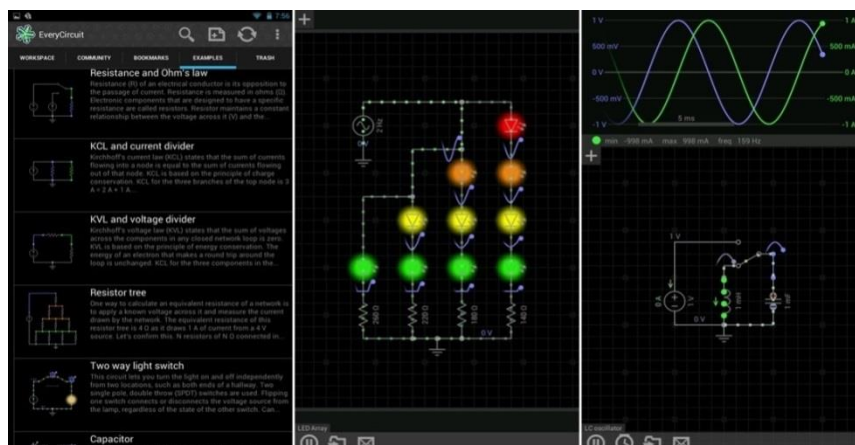 7:56
EveryCircuit
WORKSPACE COMMUNITY BOOKMARKS EXAMPLES TRASH
Resistance and Ohm's law
Resistance (R) of an electrical conductor is its opposition to
the passage of current. Resistance is measured in ohms (Ω).
Electronic components that are designed to have a specific
resistance are called resistors. Resistor maintains a constant
relationship between the voltage across it (V) and the...
KCL and current divider
Kirchhoff's current law (KCL) states that the sum of currents
flowing into a node is equal to the sum of currents flowing
out of that node. KCL is based on the principle of charge
conservation. KCL for the three branches of the top node is 3
A = 2 A + 1 A...
KVL and voltage divider
Kirchhoff's voltage law (KVL) states that the sum of voltages
across the components in any closed network loop is zero.
KVL is based on the principle of energy conservation. The
energy of an electron that makes a round trip around the
loop is unchanged. KCL for the three components in the...
Resistor tree
One way to calculate an equivalent resistance of a network is
to apply a known voltage across it and measure the current
drawn by the network. The equivalent resistance of this
resistor tree is 4 Ω as it draws 1 A of current from a 4 V
source. Let's confirm this. N resistors of N Ω connected in...
Two way light switch
This circuit lets you turn the light on and off independently
from two locations, such as both ends of a hallway. Two
single pole, double throw (SPDT) switches are used. Flipping
one switch connects or disconnects the voltage source from
the lamp, regardless of the state of the other switch. Can...
Capacitor
2 Hz
0 V
260 Ω
220 Ω
180 Ω
140 Ω
0 V
LED Array
1 V
500 mV
0 V
-500 mV
-1 V
1 A
500 mA
0 A
-500 mA
-1 A
5 ms
min -998 mA max 998 mA freq 159 Hz
1 V
0 A
1 V
1 mH
1 mF
0 V
LC oscillator